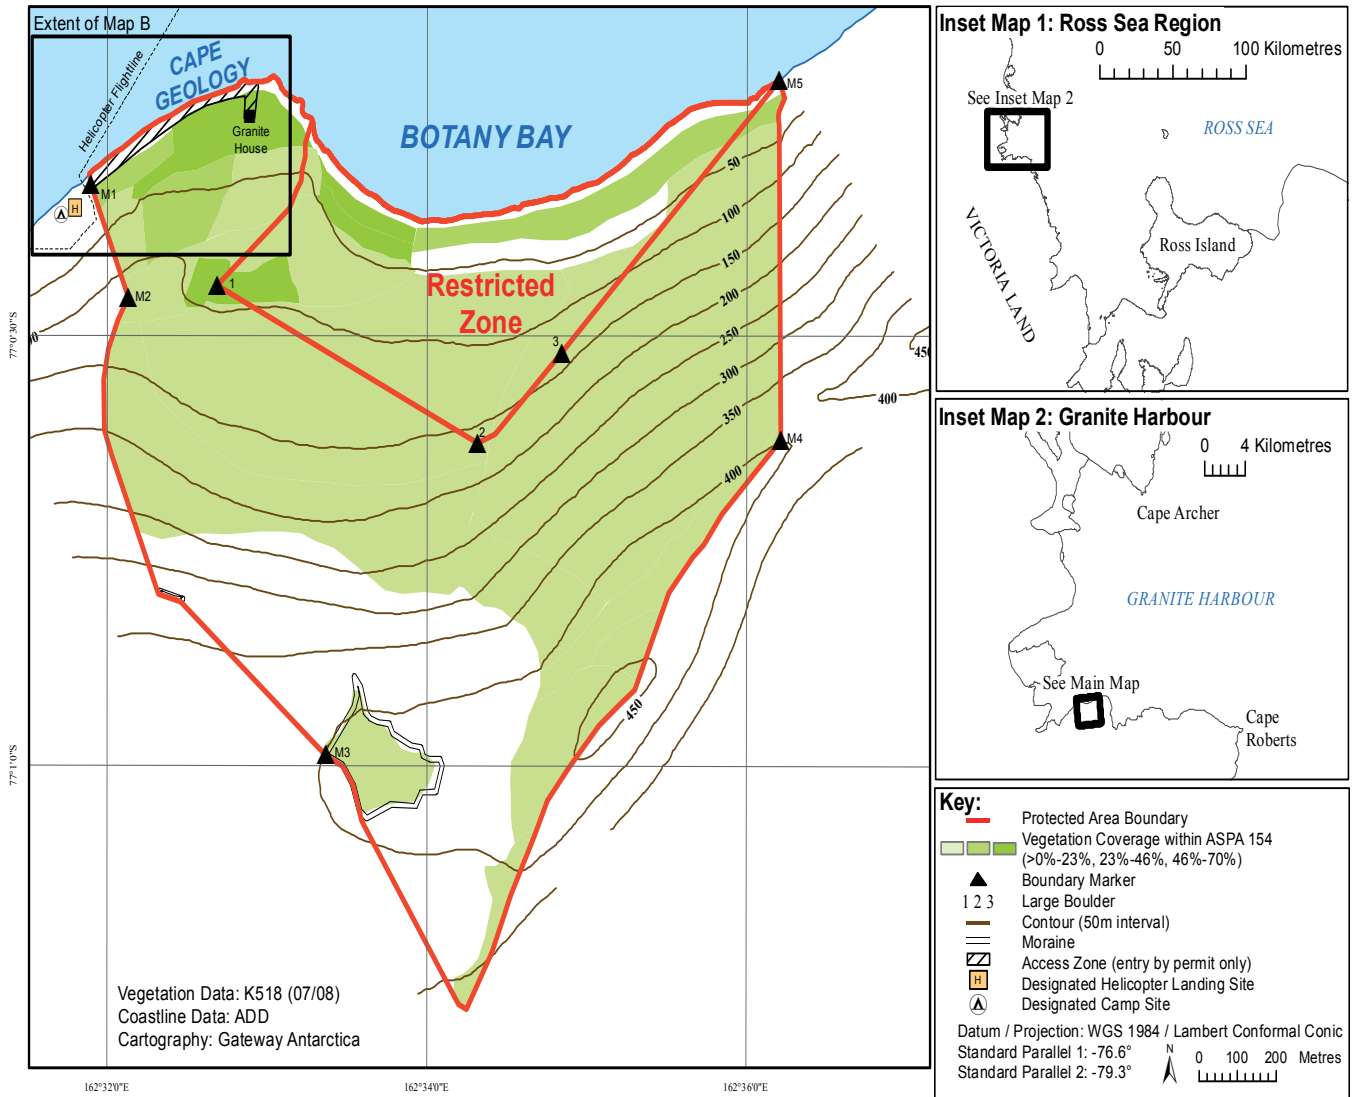 Extent of Map B
Helicopter Flightline
CAPE
GEOLOGY
Granite
House
BOTANY BAY
M5
M1
H
M2
1
Restricted
Zone
3
2
M4
M3
50
100
150
200
250
300
350
400
450
450
400
77°0'30"S
77°1'0"S
162°32'0"E
162°34'0"E
162°36'0"E
Vegetation Data: K518 (07/08)
Coastline Data: ADD
Cartography: Gateway Antarctica
Inset Map 1: Ross Sea Region
0 50 100 Kilometres
See Inset Map 2
ROSS SEA
VICTORIA LAND
Ross Island
Inset Map 2: Granite Harbour
0 4 Kilometres
Cape Archer
GRANITE HARBOUR
See Main Map
Cape
Roberts
Key:
Protected Area Boundary
Vegetation Coverage within ASPA 154
(>0%-23%, 23%-46%, 46%-70%)
Boundary Marker
1 2 3 Large Boulder
Contour (50m interval)
Moraine
Access Zone (entry by permit only)
H Designated Helicopter Landing Site
Designated Camp Site
Datum / Projection: WGS 1984 / Lambert Conformal Conic
Standard Parallel 1: -76.6°
Standard Parallel 2: -79.3°
N
0 100 200 Metres